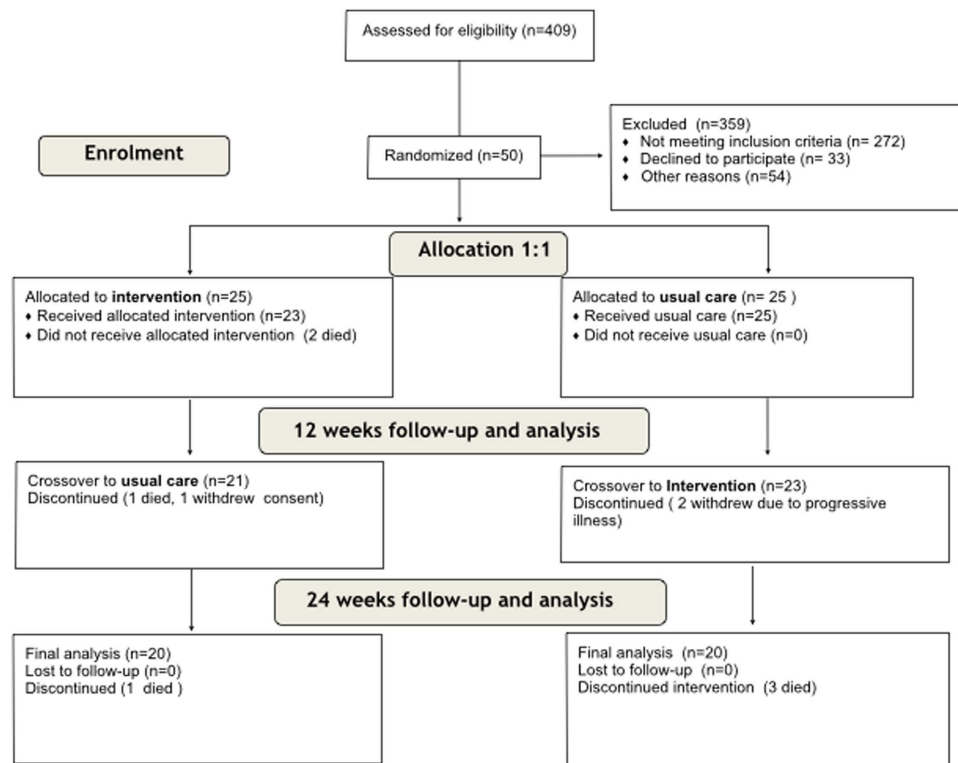 Assessed for eligibility (n=409)
Enrolment
Randomized (n=50)
Excluded (n=359)
♦ Not meeting inclusion criteria (n= 272)
♦ Declined to participate (n= 33)
♦ Other reasons (n=54)
Allocation 1:1
Allocated to intervention (n=25)
♦ Received allocated intervention (n=23)
♦ Did not receive allocated intervention (2 died)
Allocated to usual care (n= 25 )
♦ Received usual care (n=25)
♦ Did not receive usual care (n=0)
12 weeks follow-up and analysis
Crossover to usual care (n=21)
Discontinued (1 died, 1 withdrew consent)
Crossover to Intervention (n=23)
Discontinued ( 2 withdrew due to progressive
illness)
24 weeks follow-up and analysis
Final analysis (n=20)
Lost to follow-up (n=0)
Discontinued (1 died )
Final analysis (n=20)
Lost to follow-up (n=0)
Discontinued intervention (3 died)